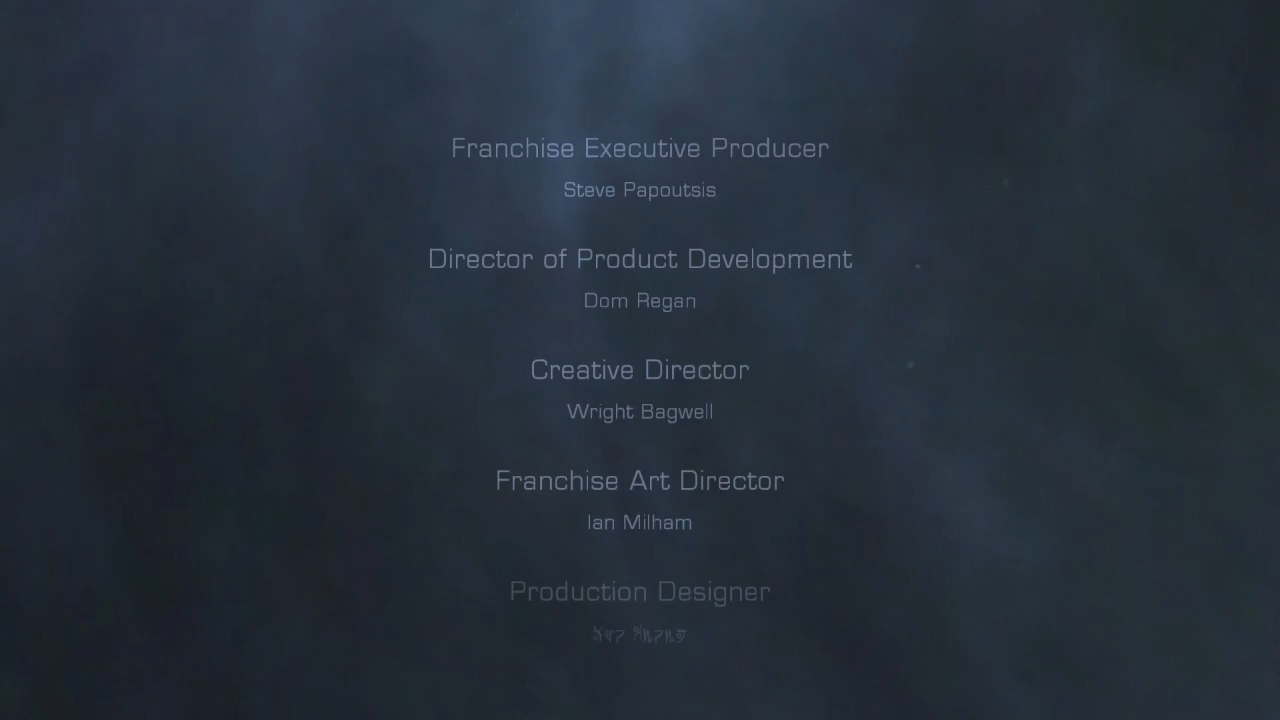 Franchise Executive Producer
Steve Papoutsis
Director of Product Development
Dom Regan
Creative Director
Wright Bagwell
Franchise Art Director
Ian Milham
Production Designer